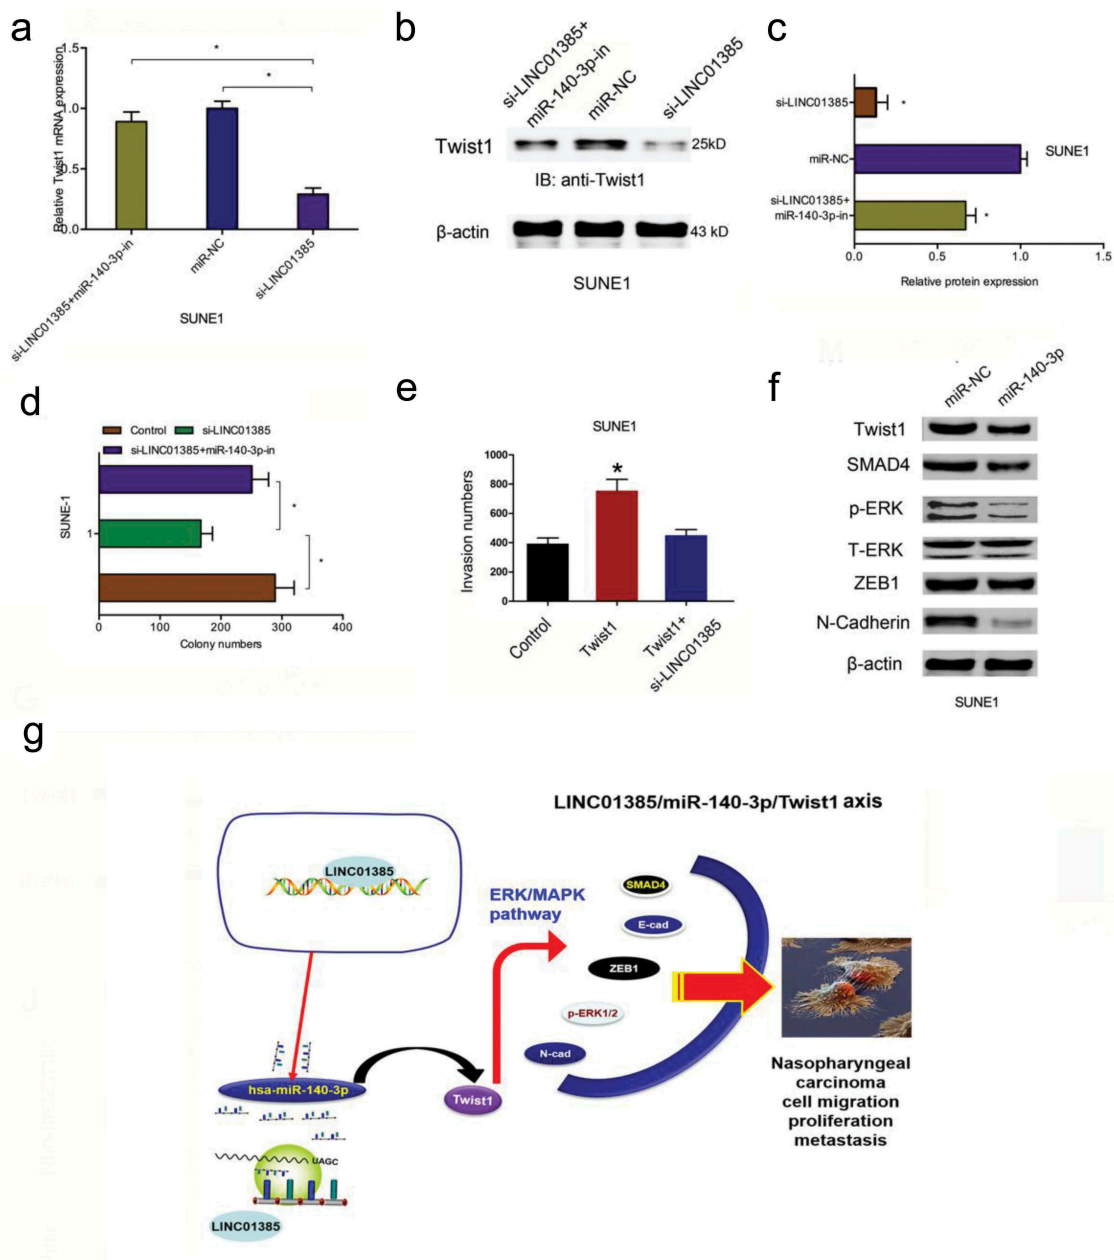 a
Relative Twist1 mRNA expression
1.5
1.0
0.5
0.0
*
*
si-LINC01385+miR-140-3p-in
miR-NC
si-LINC01385
SUNE1
b
si-LINC01385+
miR-140-3p-in
miR-NC
si-LINC01385
Twist1
25kD
IB: anti-Twist1
β-actin
43 kD
SUNE1
c
si-LINC01385
*
miR-NC
SUNE1
si-LINC01385+
miR-140-3p-in
*
0.0
0.5
1.0
1.5
Relative protein expression
d
Control
si-LINC01385
si-LINC01385+miR-140-3p-in
SUNE-1
1
*
*
0
100
200
300
400
Colony numbers
e
SUNE1
Invasion numbers
1000
800
600
400
200
0
*
Control
Twist1
Twist1+
si-LINC01385
f
miR-NC
miR-140-3p
Twist1
SMAD4
p-ERK
T-ERK
ZEB1
N-Cadherin
β-actin
SUNE1
g
LINC01385/miR-140-3p/Twist1 axis
LINC01385
ERK/MAPK
pathway
SMAD4
E-cad
ZEB1
p-ERK1/2
N-cad
hsa-miR-140-3p
Twist1
UAGC
LINC01385
Nasopharyngeal
carcinoma
cell migration
proliferation
metastasis